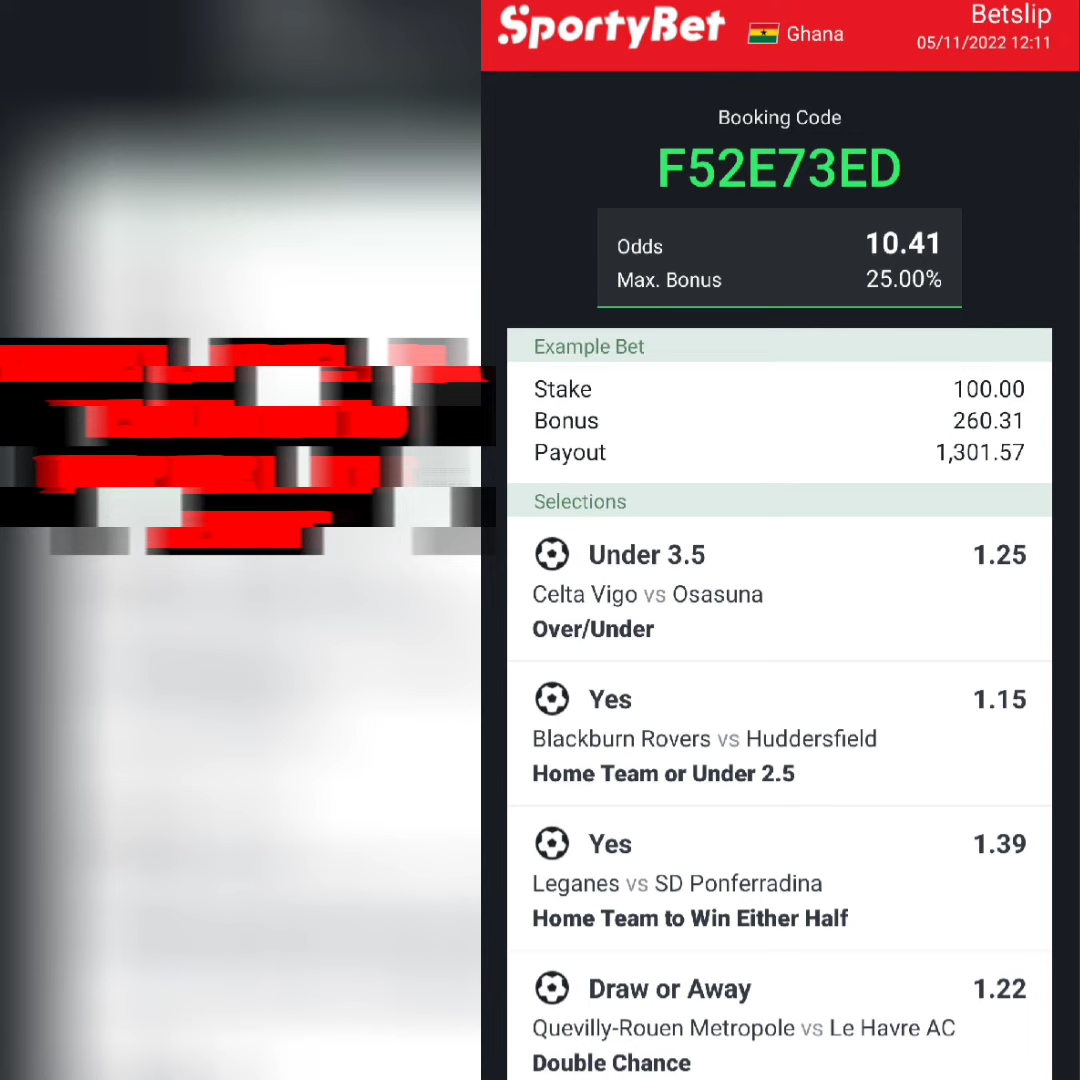 SportyBet Ghana Betslip
05/11/2022 12:11
Booking Code
F52E73ED
Odds 10.41
Max. Bonus 25.00%
Example Bet
Stake 100.00
Bonus 260.31
Payout 1,301.57
Selections
Under 3.5 1.25
Celta Vigo vs Osasuna
Over/Under
Yes 1.15
Blackburn Rovers vs Huddersfield
Home Team or Under 2.5
Yes 1.39
Leganes vs SD Ponferradina
Home Team to Win Either Half
Draw or Away 1.22
Quevilly-Rouen Metropole vs Le Havre AC
Double Chance